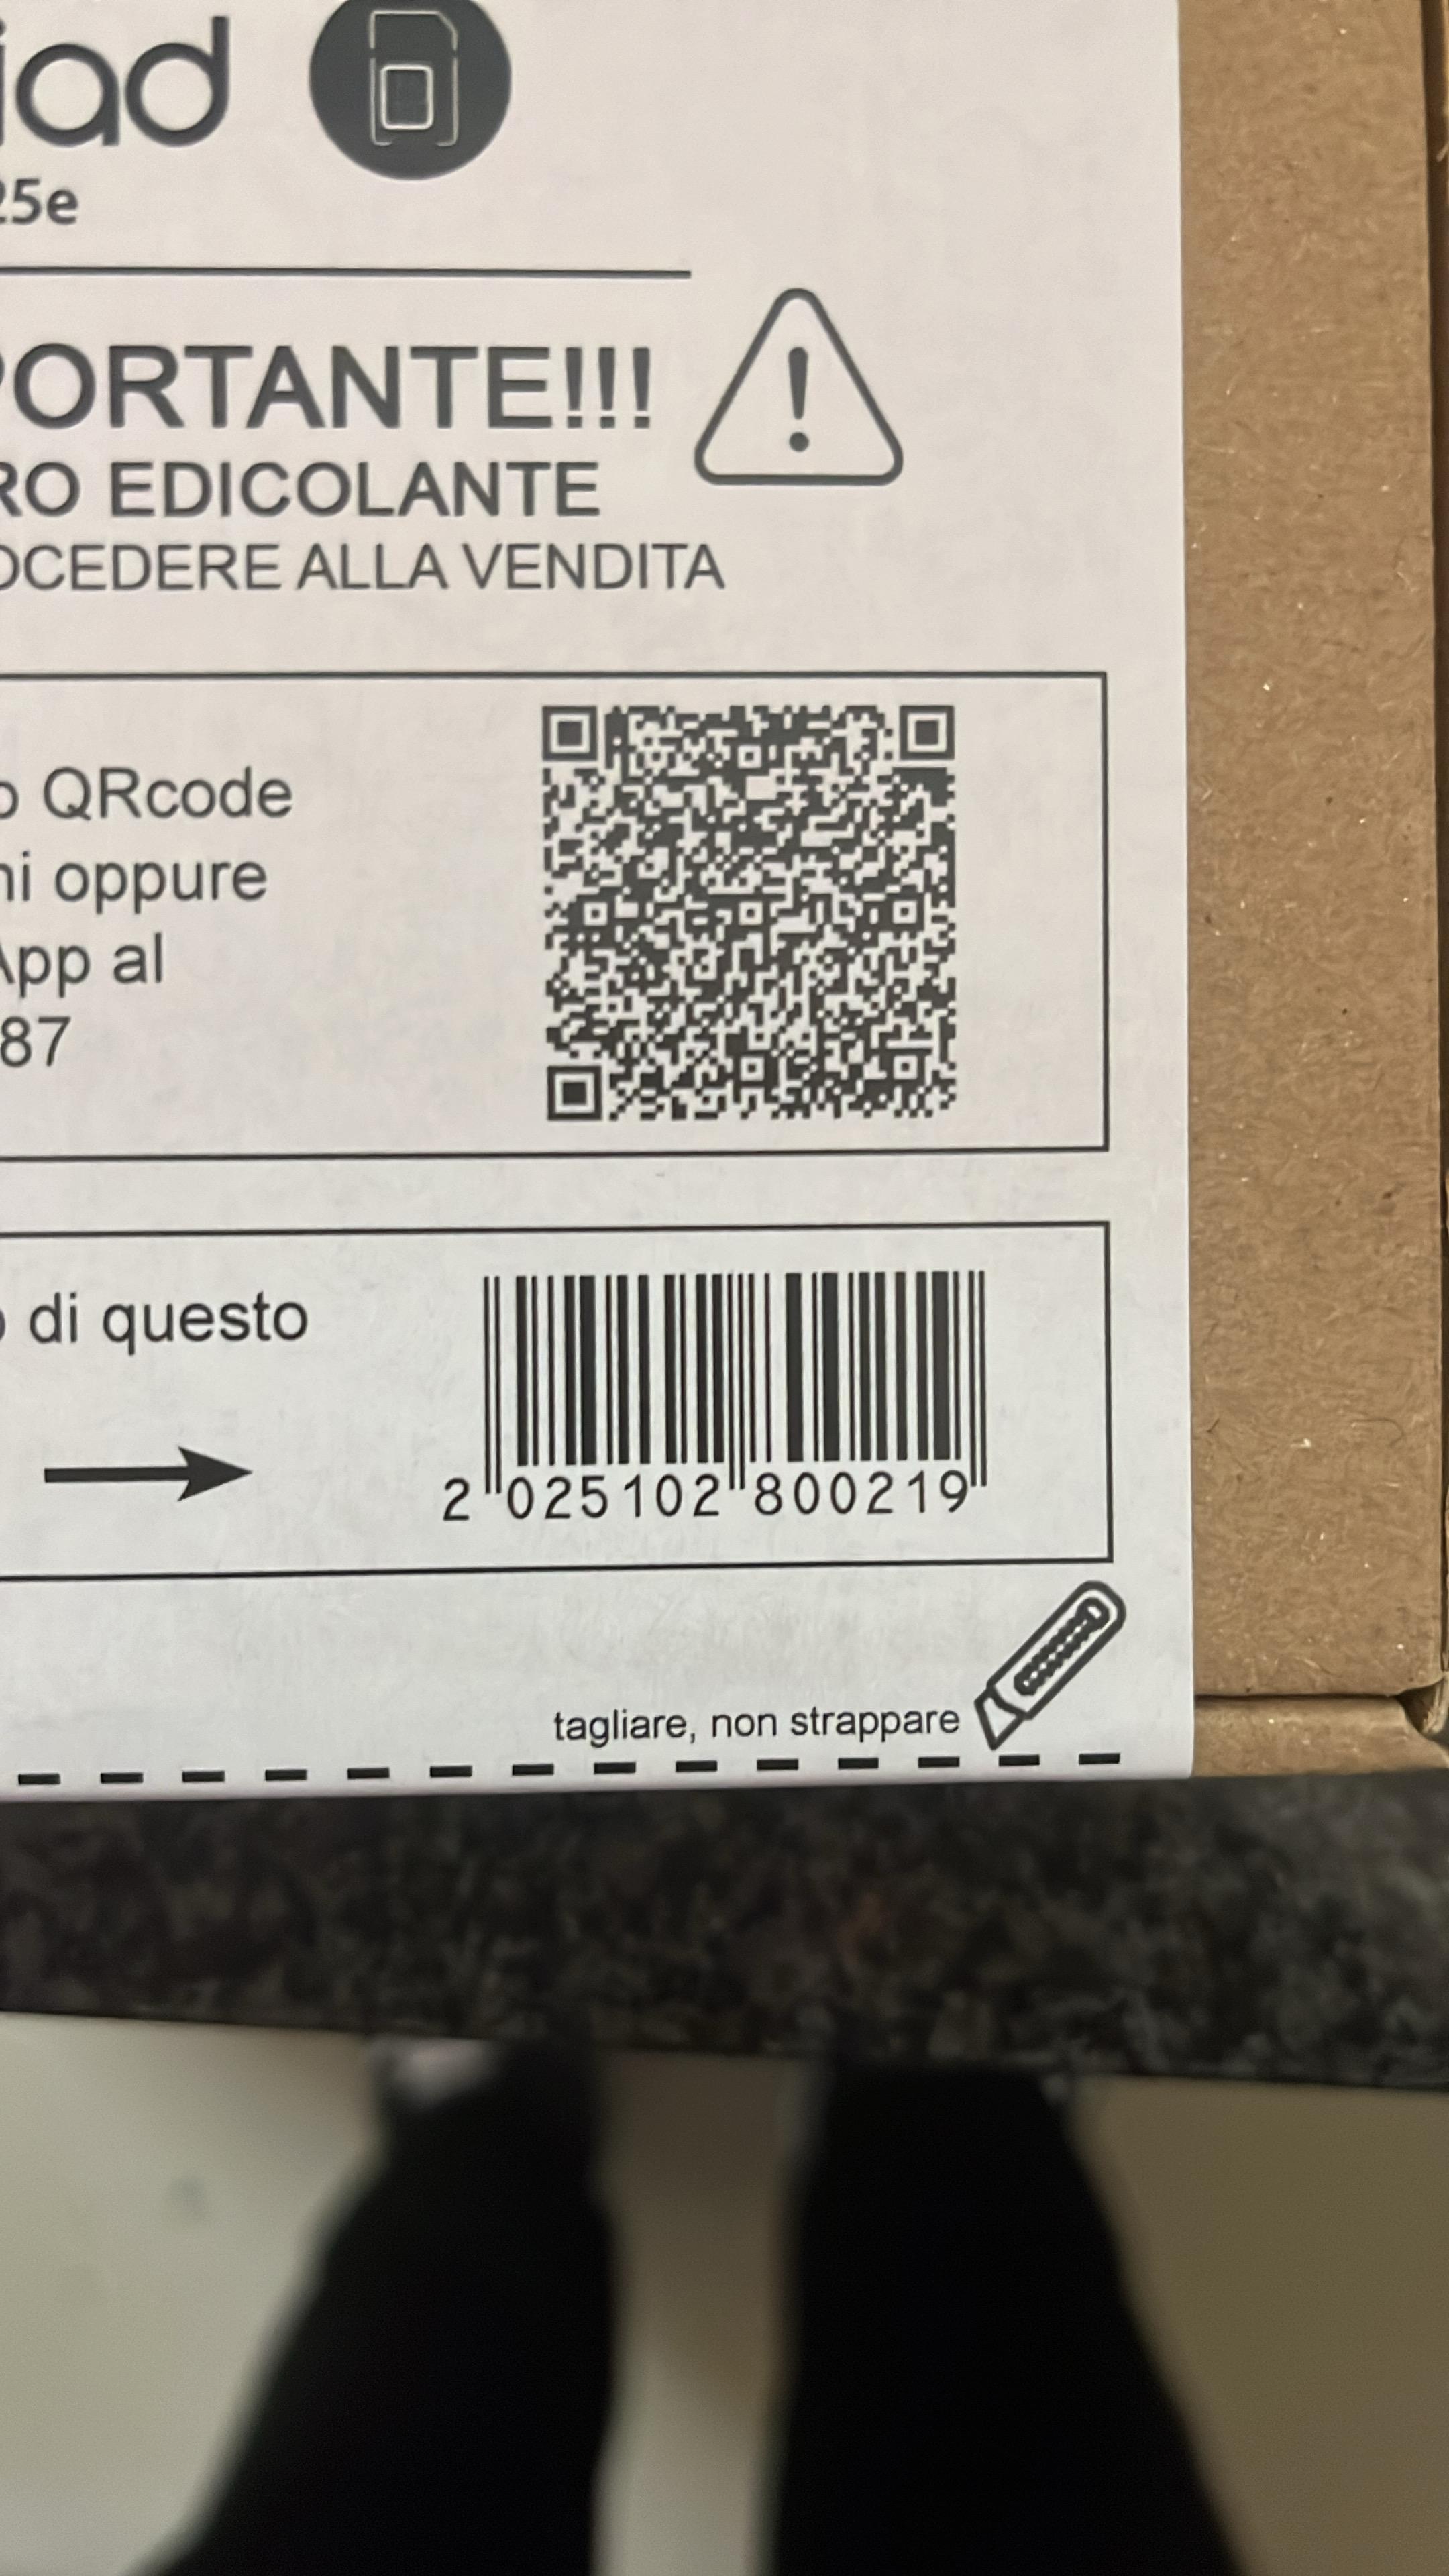 iad
25e
PORTANTE!!!
RO EDICOLANTE
OCEDERE ALLA VENDITA
o QRcode
ni oppure
App al
87
o di questo
2 025102 800219
tagliare, non strappare